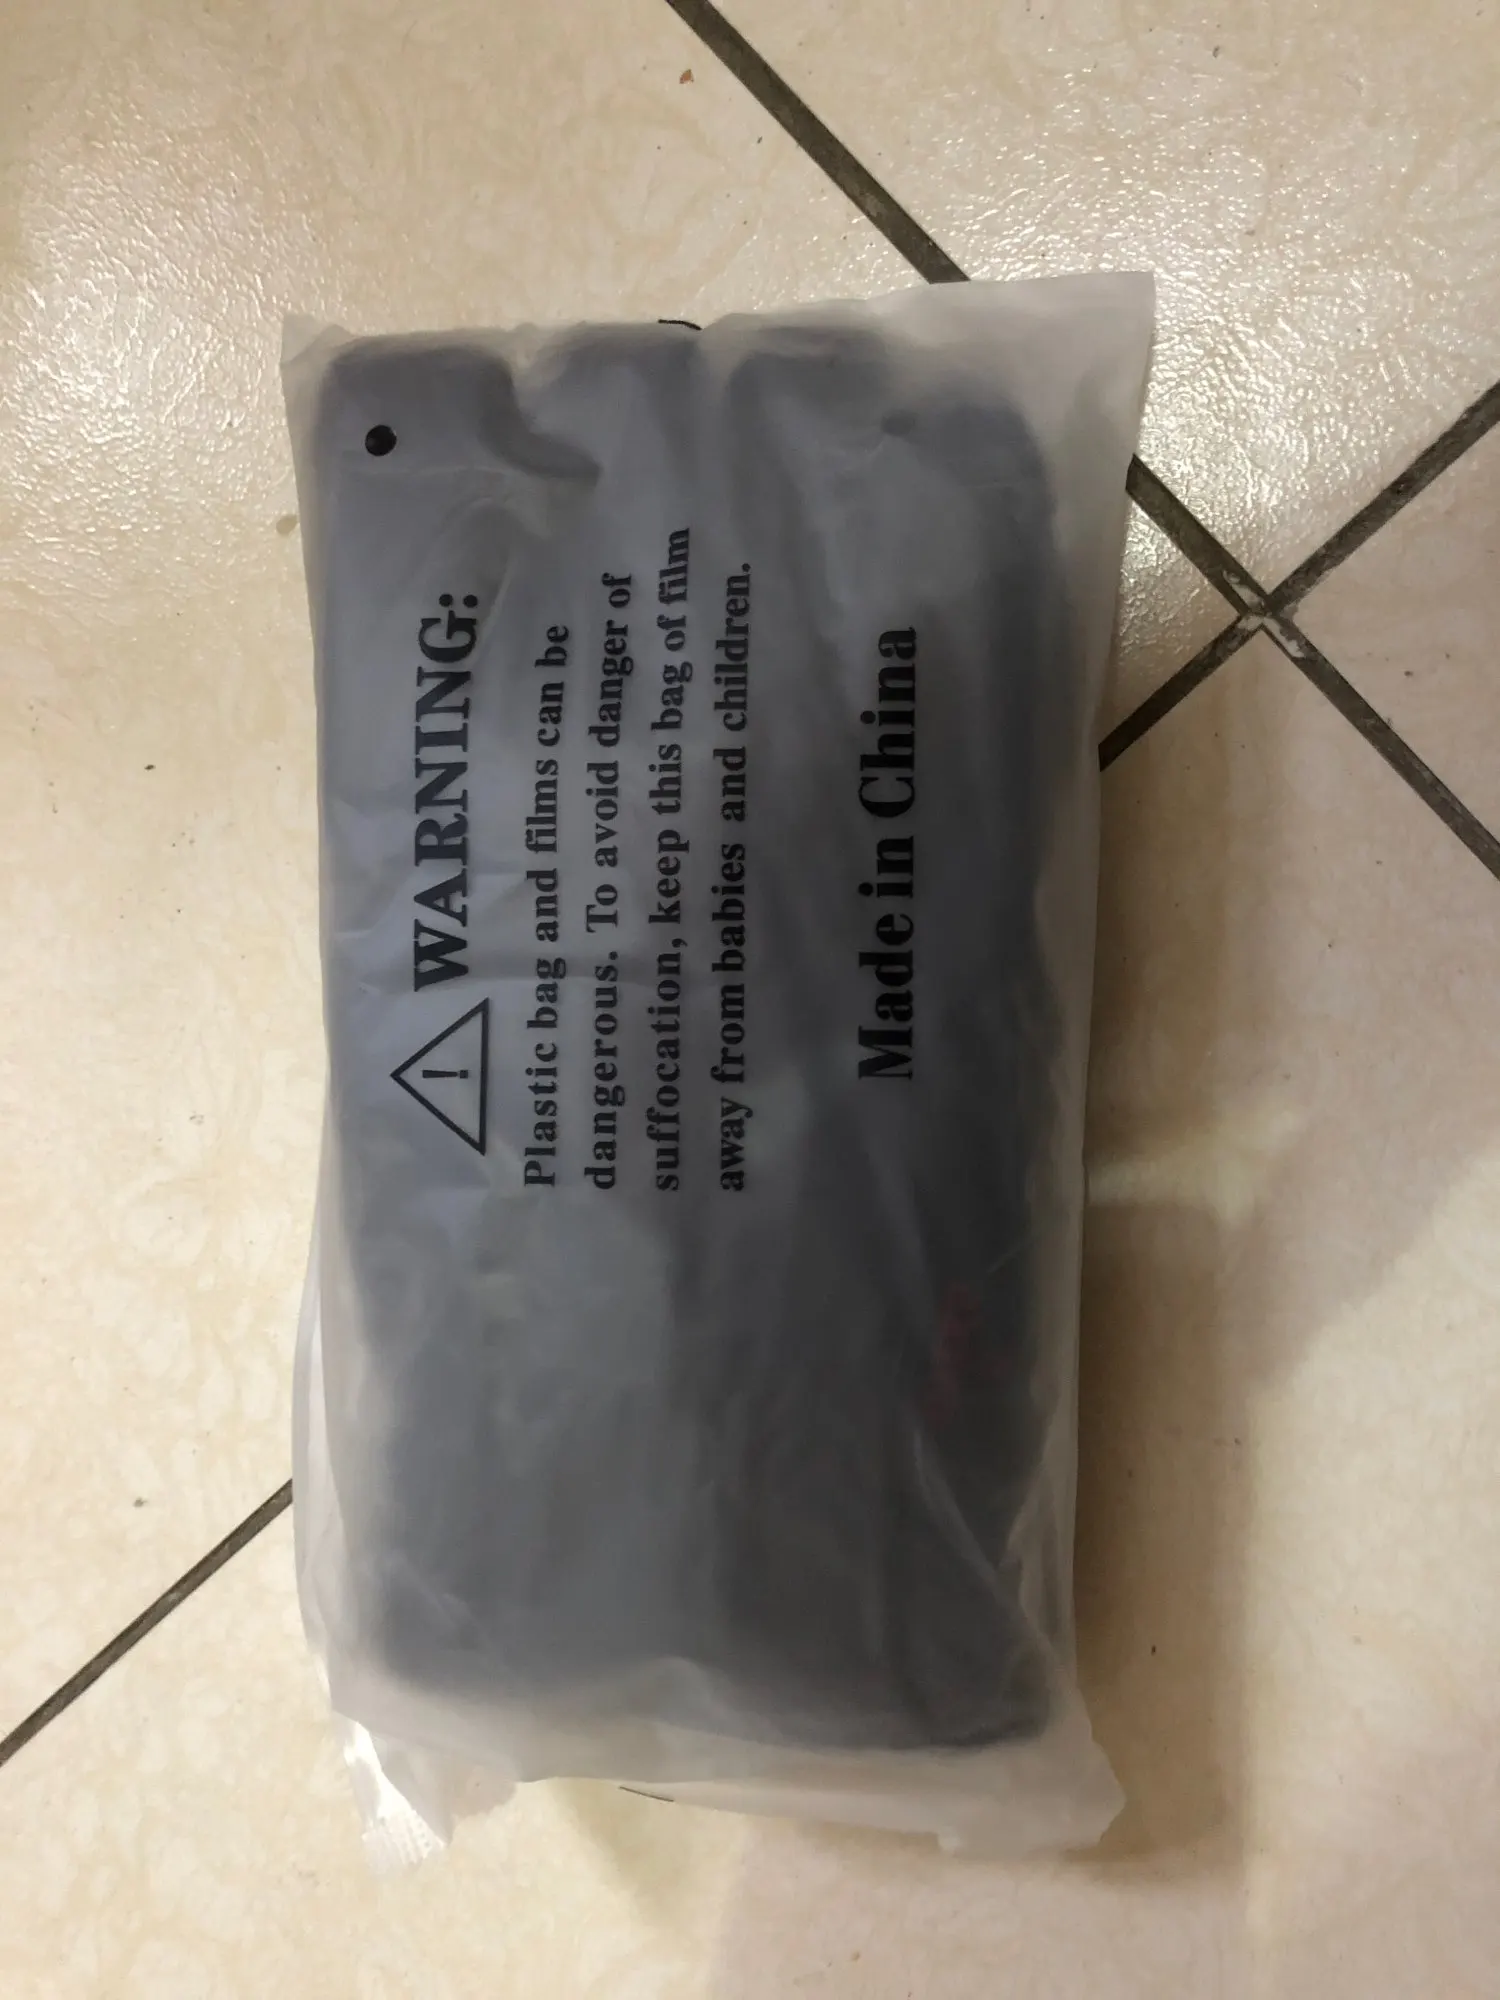 WARNING:
Plastic bag and films can be
dangerous. To avoid danger of
suffocation, keep this bag of film
away from babies and children.
Made in China